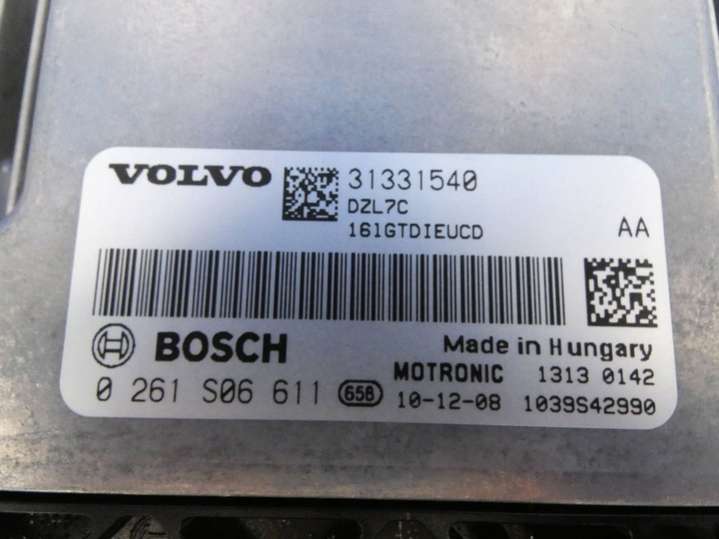 VOLVO 31331540
DZL7C
161GTDIEUCD AA
BOSCH Made in Hungary
MOTRONIC 1313 0142
0 261 S06 611 658 10-12-08 1039S42990